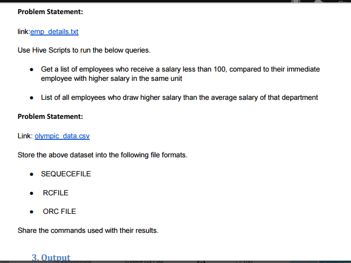 Problem Statement:
link:emp_details.txt
Use Hive Scripts to run the below queries.
● Get a list of employees who receive a salary less than 100, compared to their immediate
employee with higher salary in the same unit
● List of all employees who draw higher salary than the average salary of that department
Problem Statement:
Link: olympic_data.csv
Store the above dataset into the following file formats.
● SEQUECEFILE
● RCFILE
● ORC FILE
Share the commands used with their results.
3. Output